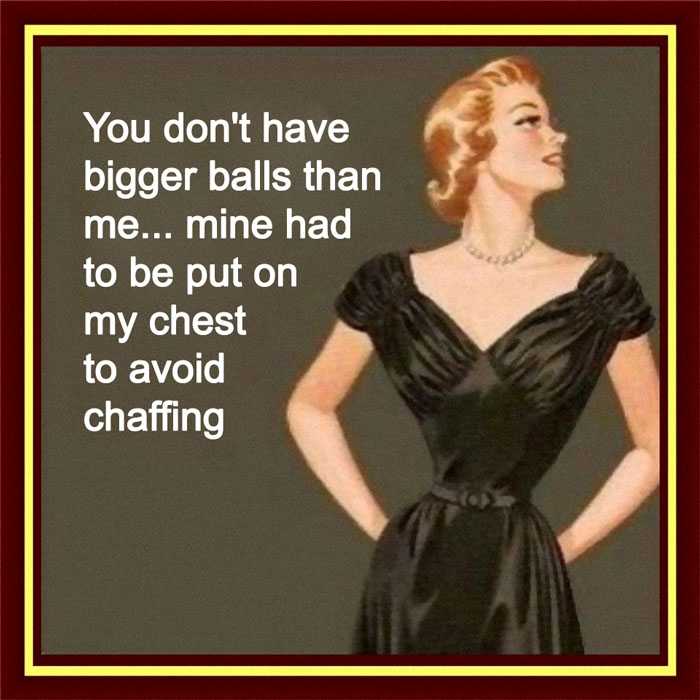 You don't have
bigger balls than
me... mine had
to be put on
my chest
to avoid
chaffing